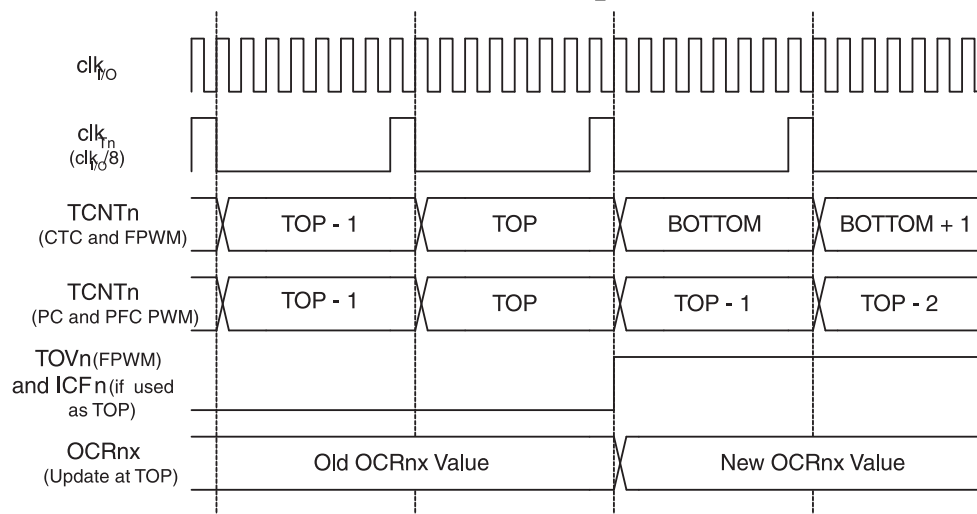 clkI/O
clkTn
(clkI/O/8)
TCNTn
(CTC and FPWM)
TOP - 1
TOP
BOTTOM
BOTTOM + 1
TCNTn
(PC and PFC PWM)
TOP - 1
TOP
TOP - 1
TOP - 2
TOVn (FPWM)
and ICFn (if used
as TOP)
OCRnx
(Update at TOP)
Old OCRnx Value
New OCRnx Value